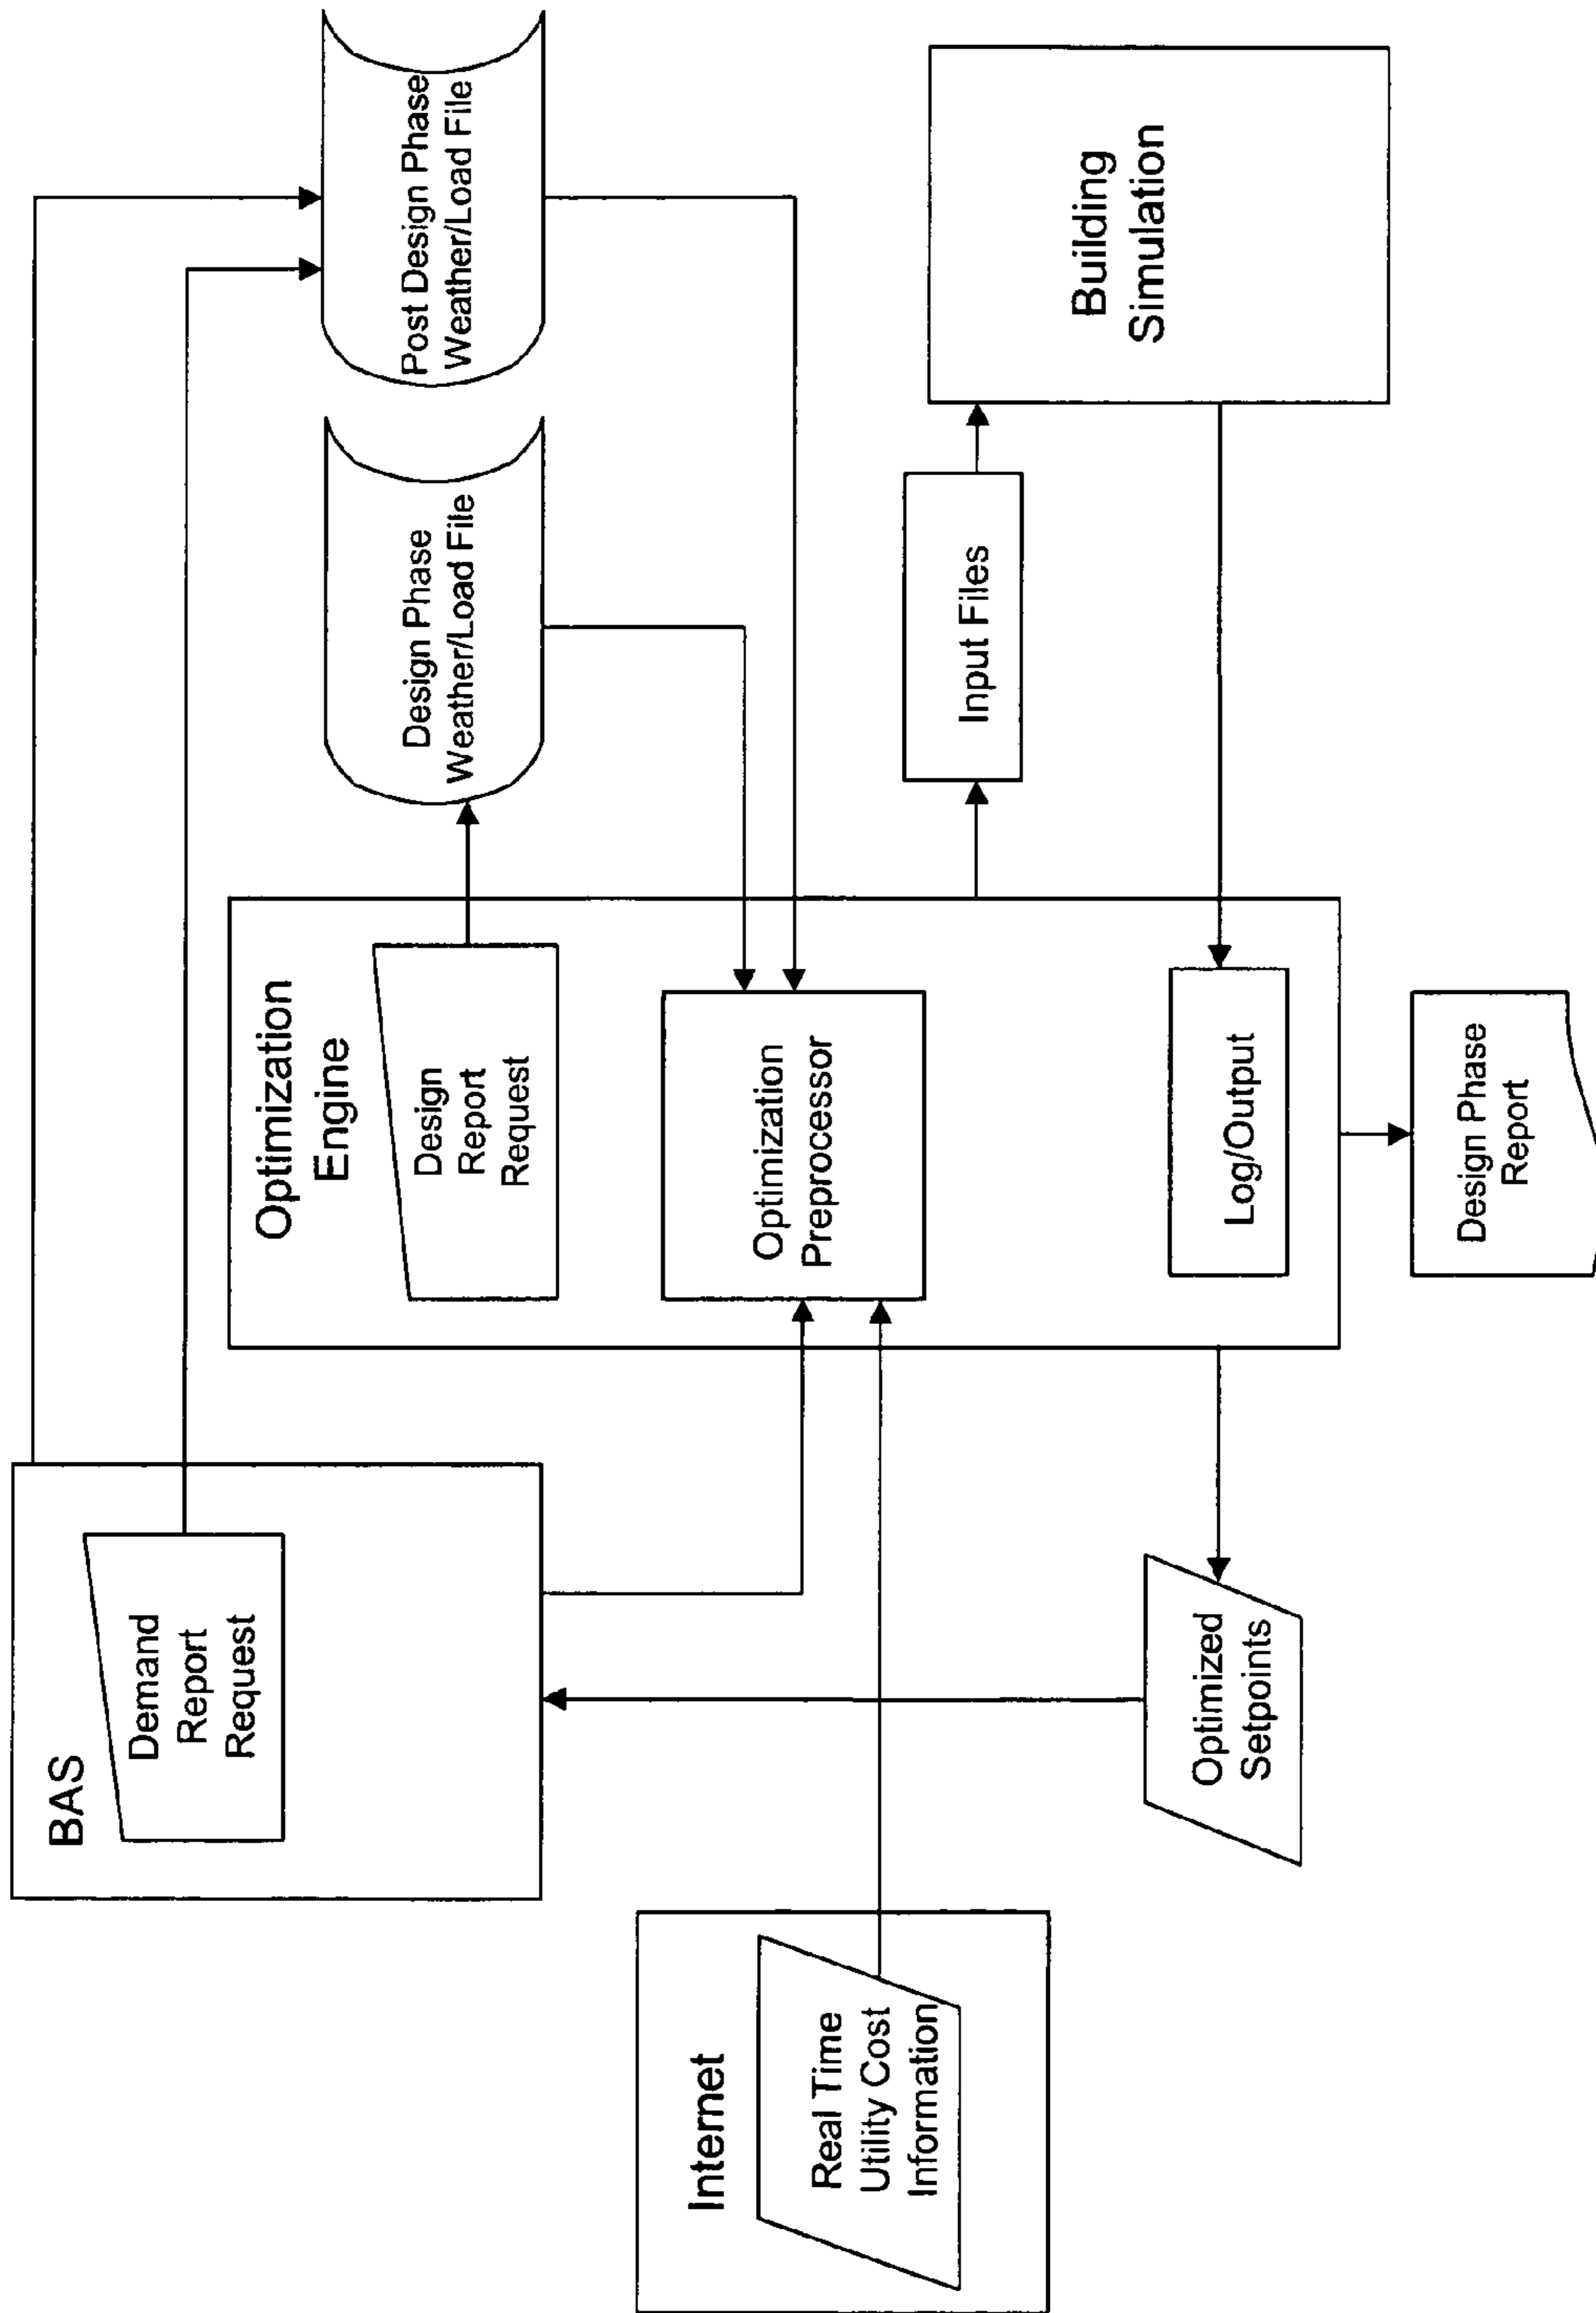 BAS
Demand
Report
Request
Internet
Real Time
Utility Cost
Information
Optimized
Setpoints
Optimization
Engine
Design
Report
Request
Optimization
Preprocessor
Log/Output
Design Phase
Report
Design Phase
Weather/Load File
Post Design Phase
Weather/Load File
Input Files
Building
Simulation